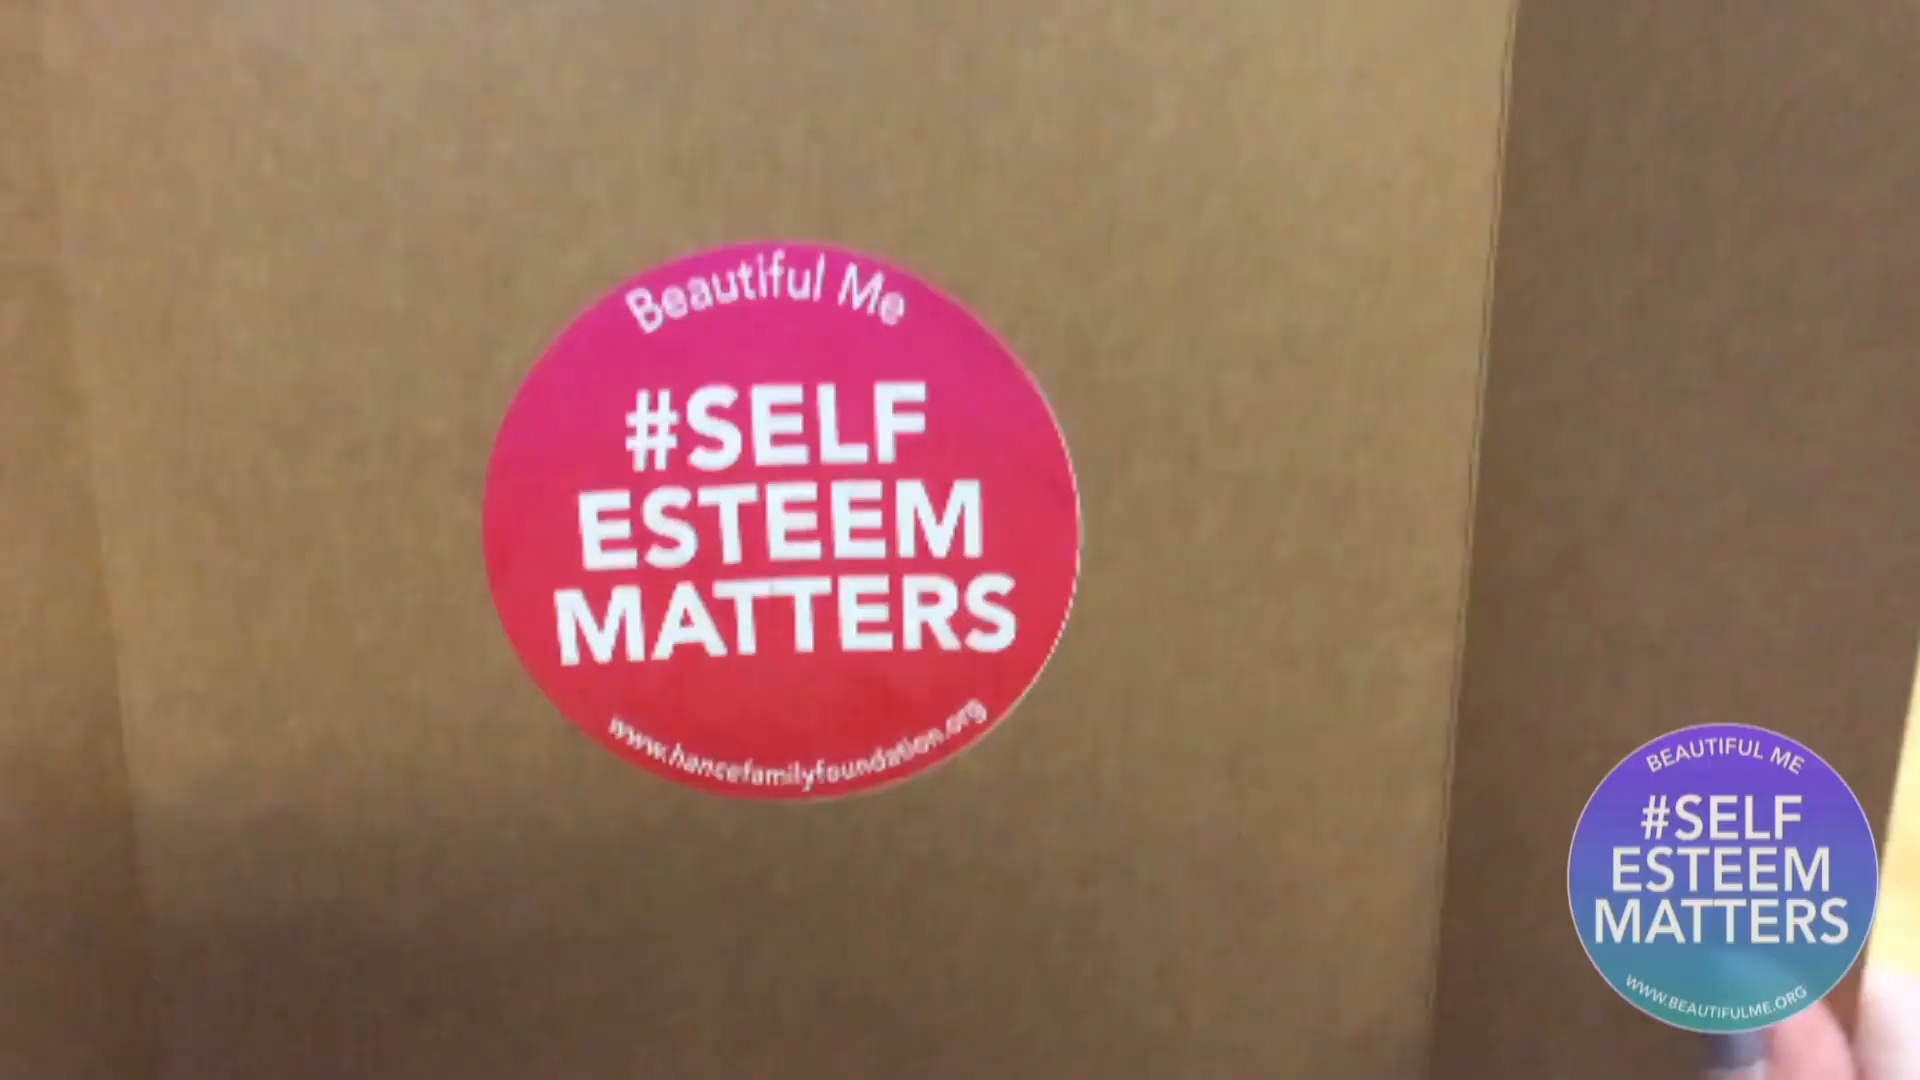 Beautiful Me
#SELF
ESTEEM
MATTERS
www.hancefamilyfoundation.org
BEAUTIFUL ME
#SELF
ESTEEM
MATTERS
WWW.BEAUTIFULME.ORG